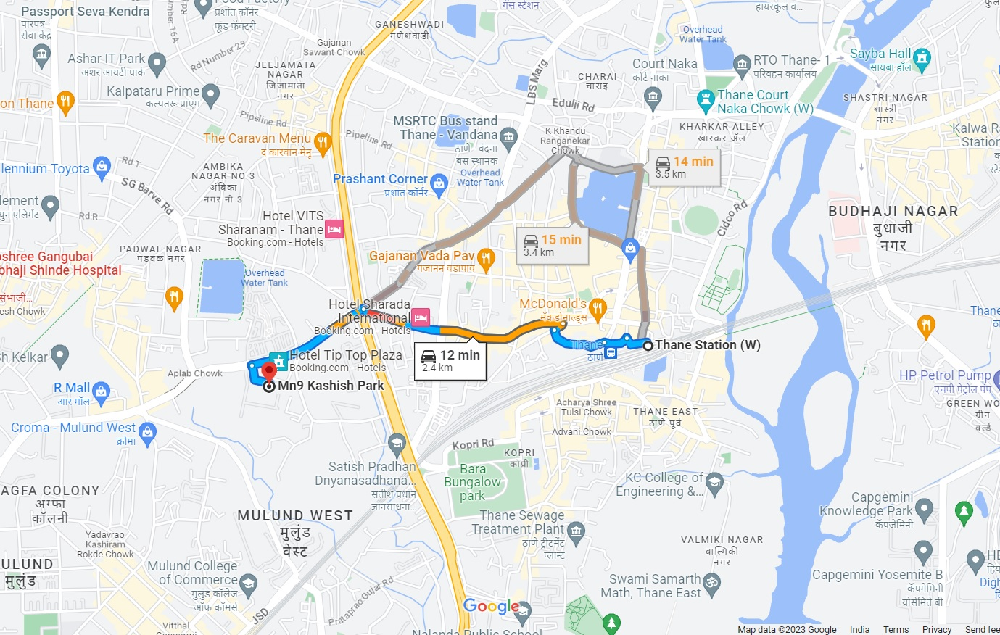 Passport Seva Kendra
पारपत्र
सेवा केंद्र
Food Factory
प्रशांत कॉर्नर
फूड फॅक्टरी
GANESHWADI
गणेशवाडी
गॅस स्टेशन
हायस्कूल व...
Overhead
Water Tank
Ashar IT Park
अशर आयटी पार्क
Rd Number 29
Gajanan
Sawant Chowk
JEEJAMATA
NAGAR
जिजामाता
नगर
LBS Marg
CHARAI
चाराइ
Court Naka
कोर्ट नाका
RTO Thane- 1
परिवहन कार्यालय
Sayba Hall
सायबा हॉल
on Thane
Kalpataru Prime
कल्पतरू प्राएम
Pipeline Rd
Edulji Rd
Thane Court
Naka Chowk (W)
SHASTRI NAGAR
शास्त्री
नगर
The Caravan Menu
द कारवान मेनू
Pipeline Rd
MSRTC Bus stand
Thane - Vandana
ठाणे - वंदना
बस स्थानक
K Khandu
Ranganekar
Chowk
KHARKAR ALLEY
खारकर ॲल
Kalwa R
Station
Rd T
llennium Toyota
AMBIKA
NAGAR NO 3
अंबिका
नगर नो 3
Prashant Corner
प्रशांत कॉर्नर
Overhead
Water Tank
14 min
3.5 km
SG Barve Rd
lement
Rd R
Hotel VITS
Sharanam - Thane
Booking.com - Hotels
Cidco Rd
BUDHAJI NAGAR
बुधाजी
नगर
PADWAL NAGAR
पडवळ नगर
15 min
3.4 km
oshree Gangubai
bhaji Shinde Hospital
Gajanan Vada Pav
गजानन वडापाव
Overhead
Water Tank
संभाजी...
esh Chowk
Hotel Sharada
International
Booking.com - Hotels
McDonald's
मॅकडोनाल्ड्स
Thane
ठाणे
Thane Station (W)
12 min
2.4 km
Sh Kelkar
Hotel Tip Top Plaza
Booking.com - Hotels
Aplab Chowk
Mn9 Kashish Park
R Mall
आर मॉल
HP Petrol Pump
एचपी पेट्रोल पंप
Acharya Shree
Tulsi Chowk
THANE EAST
ठाणे पूर्व
GREEN WO
ग्रीन
वर्ल्ड
Croma - Mulund West
क्रोमा
Advani Chowk
Kopri Rd
KOPRI
कोप्री
Satish Pradhan
Dnyanasadhana...
सतीश प्रधान
ज्ञानसाधना...
Bara
Bungalow
park
KC College of
Engineering &...
AGFA COLONY
अग्फा
कॉलनी
Capgemini
Knowledge Park
कॅपजेमिनी
MULUND WEST
मुलुंड
वेस्ट
Thane Sewage
Treatment Plant
ठाणे ट्रीटमेंट
प्लान्ट
Yadavrao
Kashiram
Rokde Chowk
VALMIKI NAGAR
वाल्मिकी
नगर
ULUND
मुलुंड
Mulund College
of Commerce
मुलुंड कॉलेज
ऑफ कॉमर्स
Prataprao Gujar Rd
Swami Samarth
Math, Thane East
Capgemini Yosemite B
कॅपगेमिनी
योसेमिते बी
Google
JSD
Vitthal
Nalanda Public School
Map data ©2023 Google India Terms Privacy Send fee